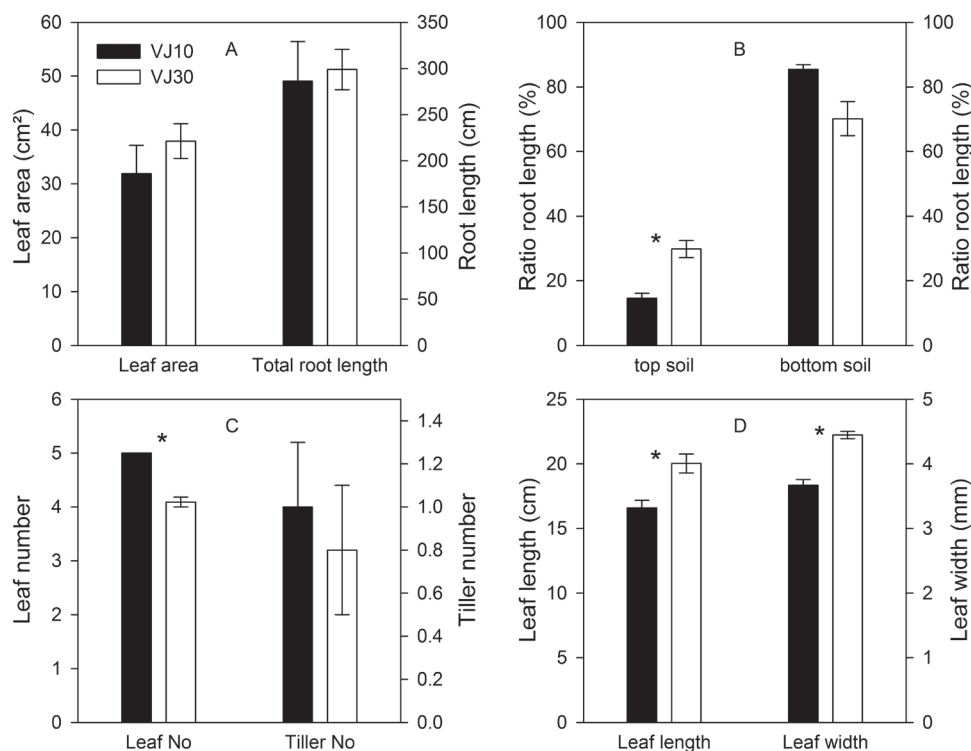 60
50
40
30
20
10
0
Leaf area (cm²)
VJ10
VJ30
A
350
300
250
200
150
100
50
0
Root length (cm)
Leaf area
Total root length
100
80
60
40
20
0
Ratio root length (%)
B
*
100
80
60
40
20
0
Ratio root length (%)
top soil
bottom soil
6
5
4
3
2
1
0
Leaf number
C
*
1.4
1.2
1.0
0.8
0.6
0.4
0.2
0.0
Tiller number
Leaf No
Tiller No
25
20
15
10
5
0
Leaf length (cm)
D
*
*
5
4
3
2
1
0
Leaf width (mm)
Leaf length
Leaf width